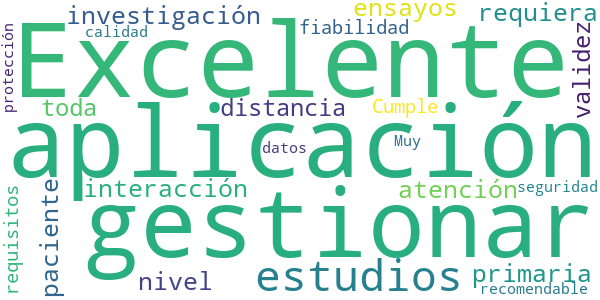 investigación
ensayos
requiera
calidad
fiabilidad
protección
Excelente
validez
toda
distancia
Cumple
aplicación
datos
Muy
requisitos
paciente
interacción
atención
seguridad
gestionar
nivel
estudios
primaria
recomendable